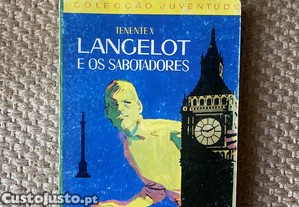 COLECÇÃO JUVENTUDE
TENENTE X
LANGELOT
E OS SABOTADORES
CustoJusto.pt